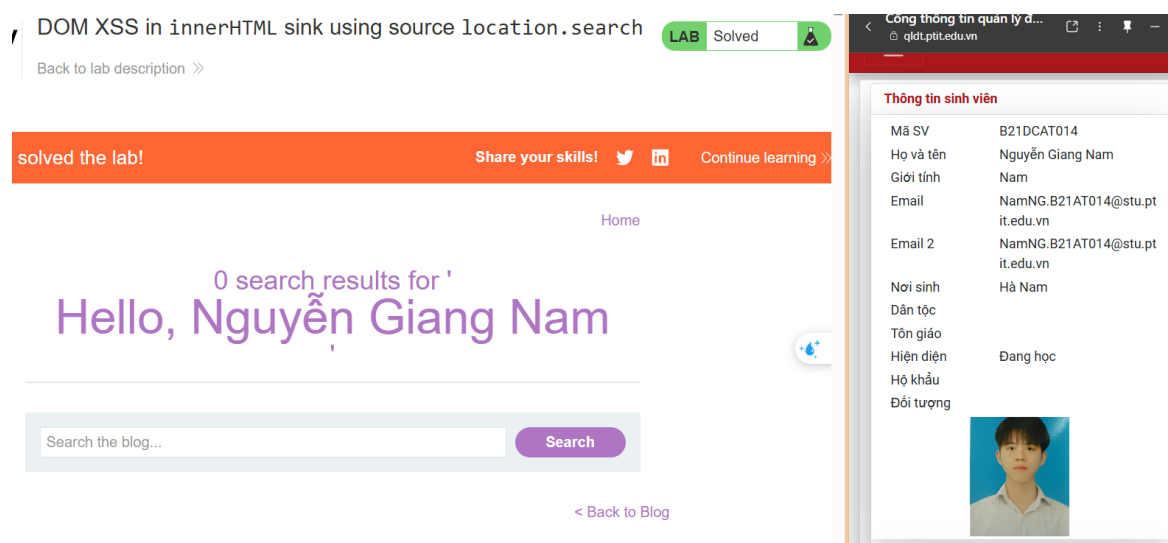 DOM XSS in innerHTML sink using source location.search
LAB Solved
Back to lab description
solved the lab!
Share your skills!
in
Continue learning
Home
0 search results for '
Hello, Nguyễn Giang Nam
'
Search the blog...
Search
< Back to Blog
Cổng thông tin quản lý đ...
qldt.ptit.edu.vn
Thông tin sinh viên
Mã SV B21DCAT014
Họ và tên Nguyễn Giang Nam
Giới tính Nam
Email NamNG.B21AT014@stu.pt
it.edu.vn
Email 2 NamNG.B21AT014@stu.pt
it.edu.vn
Nơi sinh Hà Nam
Dân tộc
Tôn giáo
Hiện diện Đang học
Hộ khẩu
Đối tượng